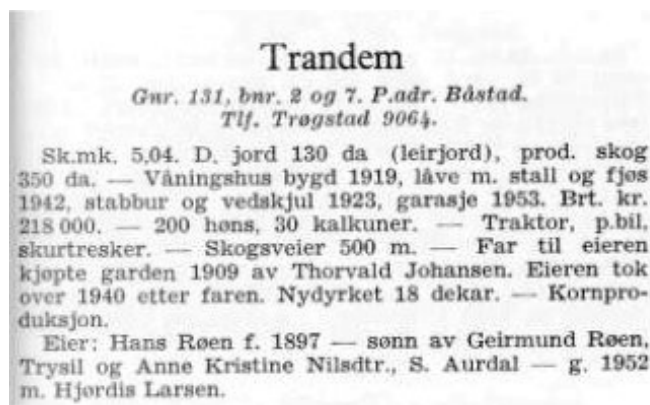 Trandem
Gnr. 131, bnr. 2 og 7. P.adr. Båstad.
Tlf. Trøgstad 9064.
Sk.mk. 5.04. D. jord 130 da (leirjord), prod. skog
350 da. — Våningshus bygd 1919, låve m. stall og fjøs
1942, stabbur og vedskjul 1923, garasje 1953. Brt. kr.
218 000. — 200 høns, 30 kalkuner. — Traktor, p.bil,
skurtresker. — Skogsveier 500 m. — Far til eieren
kjøpte garden 1909 av Thorvald Johansen. Eieren tok
over 1940 etter faren. Nydyrket 18 dekar. — Kornpro-
duksjon.
Eier: Hans Røen f. 1897 — sønn av Geirmund Røen,
Trysil og Anne Kristine Nilsdtr., S. Aurdal — g. 1952
m. Hjørdis Larsen.